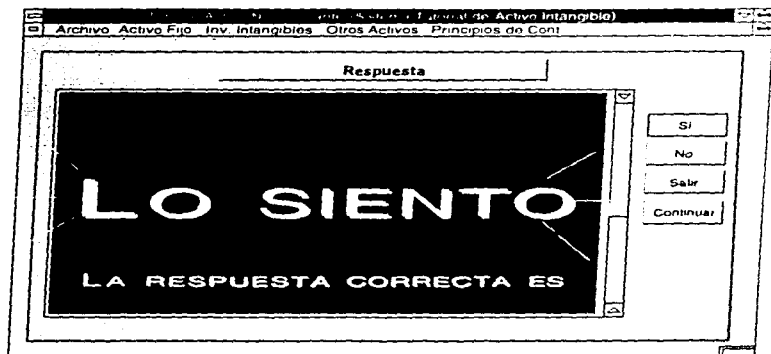 de Activo Intangible)
Archivo Activo Fijo Inv. Intangibles Otros Activos Principios de Cont
Respuesta
Si
No
Salir
Continuar
LO SIENTO
LA RESPUESTA CORRECTA ES